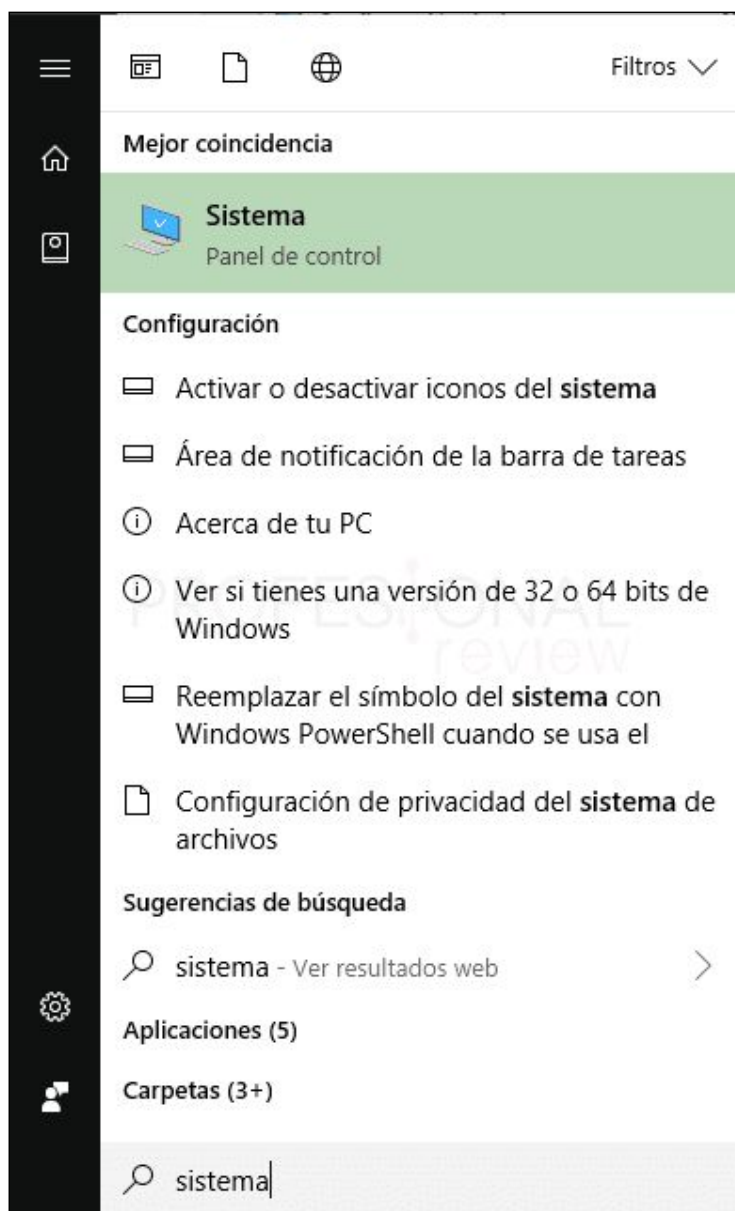 Filtros
Mejor coincidencia
Sistema
Panel de control
Configuración
Activar o desactivar iconos del sistema
Área de notificación de la barra de tareas
Acerca de tu PC
Ver si tienes una versión de 32 o 64 bits de
Windows
PROFESIONAL
review
Reemplazar el símbolo del sistema con
Windows PowerShell cuando se usa el
Configuración de privacidad del sistema de
archivos
Sugerencias de búsqueda
sistema - Ver resultados web
Aplicaciones (5)
Carpetas (3+)
sistema